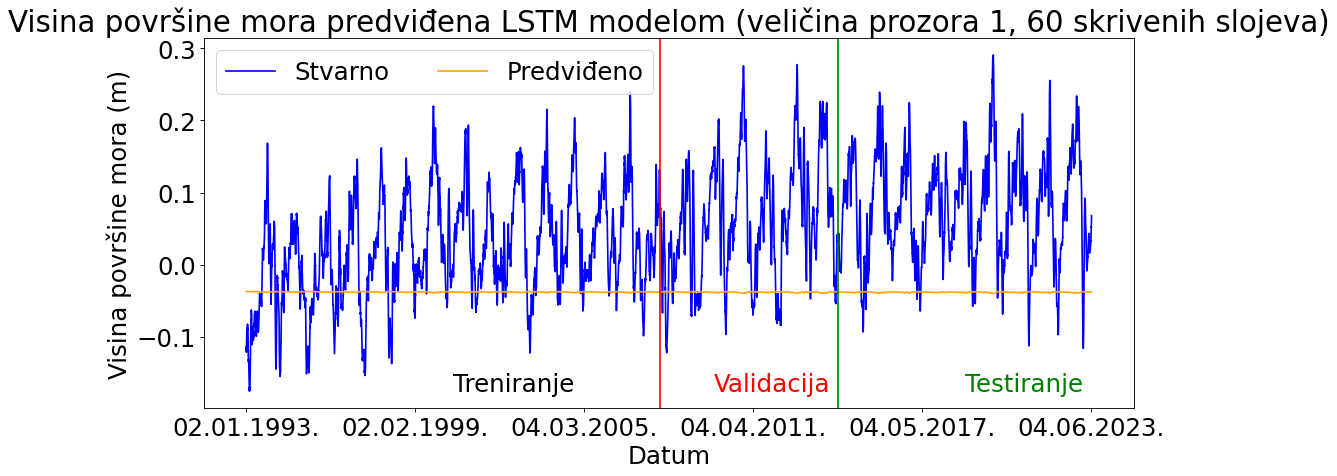 Visina površine mora predviđena LSTM modelom (veličina prozora 1, 60 skrivenih slojeva)
Stvarno
Predviđeno
Visina površine mora (m)
0.3
0.2
0.1
0.0
−0.1
Treniranje
Validacija
Testiranje
02.01.1993.
02.02.1999.
04.03.2005.
04.04.2011.
04.05.2017.
04.06.2023.
Datum